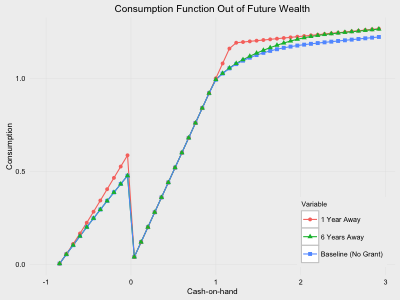 Consumption Function Out of Future Wealth
Consumption
1.0
0.5
0.0
-1
0
1
2
3
Cash-on-hand
Variable
1 Year Away
6 Years Away
Baseline (No Grant)